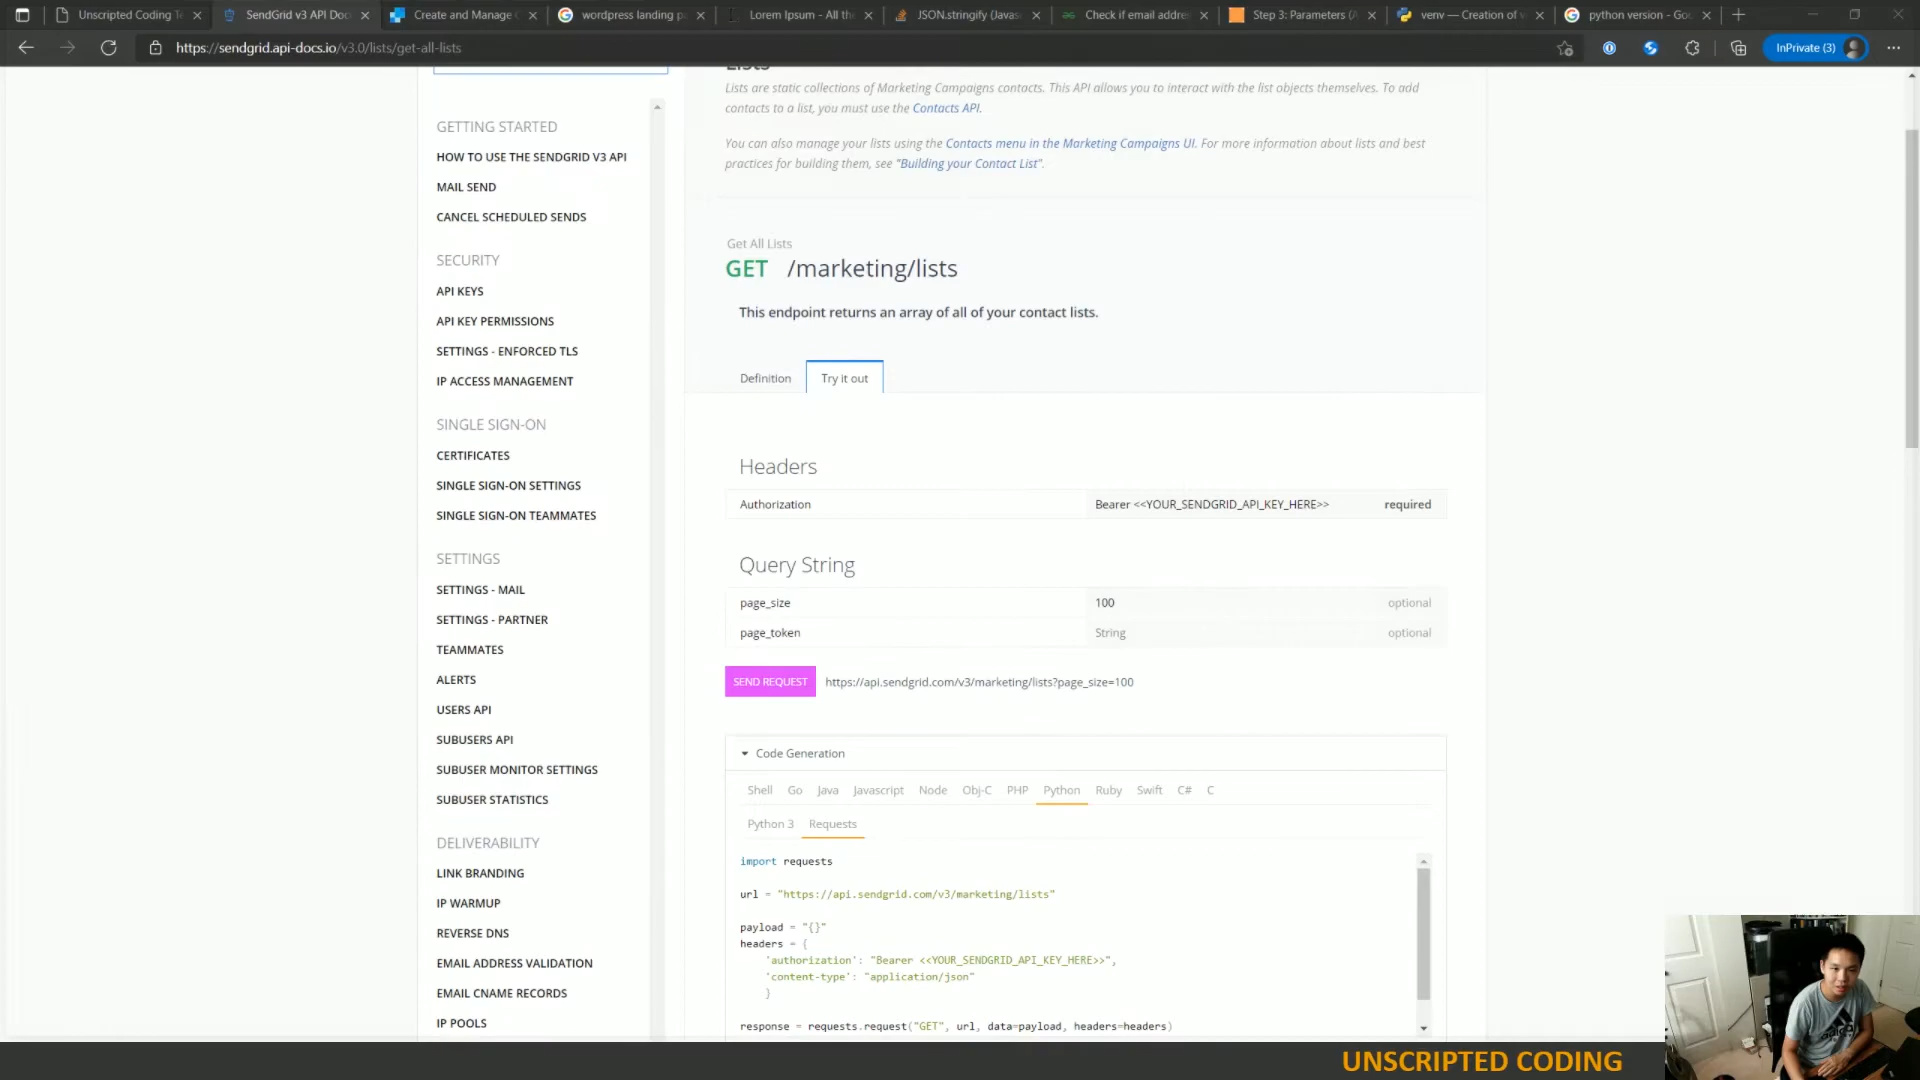 Unscripted Coding Te
SendGrid v3 API Doc
Create and Manage
wordpress landing pa
Lorem Ipsum - All the
JSON.stringify (Javas
Check if email addre
Step 3: Parameters (A
venv — Creation of v
python version - Goo
https://sendgrid.api-docs.io/v3.0/lists/get-all-lists
InPrivate (3)
GETTING STARTED
HOW TO USE THE SENDGRID V3 API
MAIL SEND
CANCEL SCHEDULED SENDS
SECURITY
API KEYS
API KEY PERMISSIONS
SETTINGS - ENFORCED TLS
IP ACCESS MANAGEMENT
SINGLE SIGN-ON
CERTIFICATES
SINGLE SIGN-ON SETTINGS
SINGLE SIGN-ON TEAMMATES
SETTINGS
SETTINGS - MAIL
SETTINGS - PARTNER
TEAMMATES
ALERTS
USERS API
SUBUSERS API
SUBUSER MONITOR SETTINGS
SUBUSER STATISTICS
DELIVERABILITY
LINK BRANDING
IP WARMUP
REVERSE DNS
EMAIL ADDRESS VALIDATION
EMAIL CNAME RECORDS
IP POOLS
Lists
Lists are static collections of Marketing Campaigns contacts. This API allows you to interact with the list objects themselves. To add
contacts to a list, you must use the Contacts API.
You can also manage your lists using the Contacts menu in the Marketing Campaigns UI. For more information about lists and best
practices for building them, see "Building your Contact List".
Get All Lists
GET /marketing/lists
This endpoint returns an array of all of your contact lists.
Definition
Try it out
Headers
Authorization Bearer <<YOUR_SENDGRID_API_KEY_HERE>> required
Query String
page_size 100 optional
page_token String optional
SEND REQUEST https://api.sendgrid.com/v3/marketing/lists?page_size=100
Code Generation
Shell Go Java Javascript Node Obj-C PHP Python Ruby Swift C# C
Python 3 Requests
import requests
url = "https://api.sendgrid.com/v3/marketing/lists"
payload = "{}"
headers = {
'authorization': "Bearer <<YOUR_SENDGRID_API_KEY_HERE>>",
'content-type': "application/json"
}
response = requests.request("GET", url, data=payload, headers=headers)
UNSCRIPTED CODING